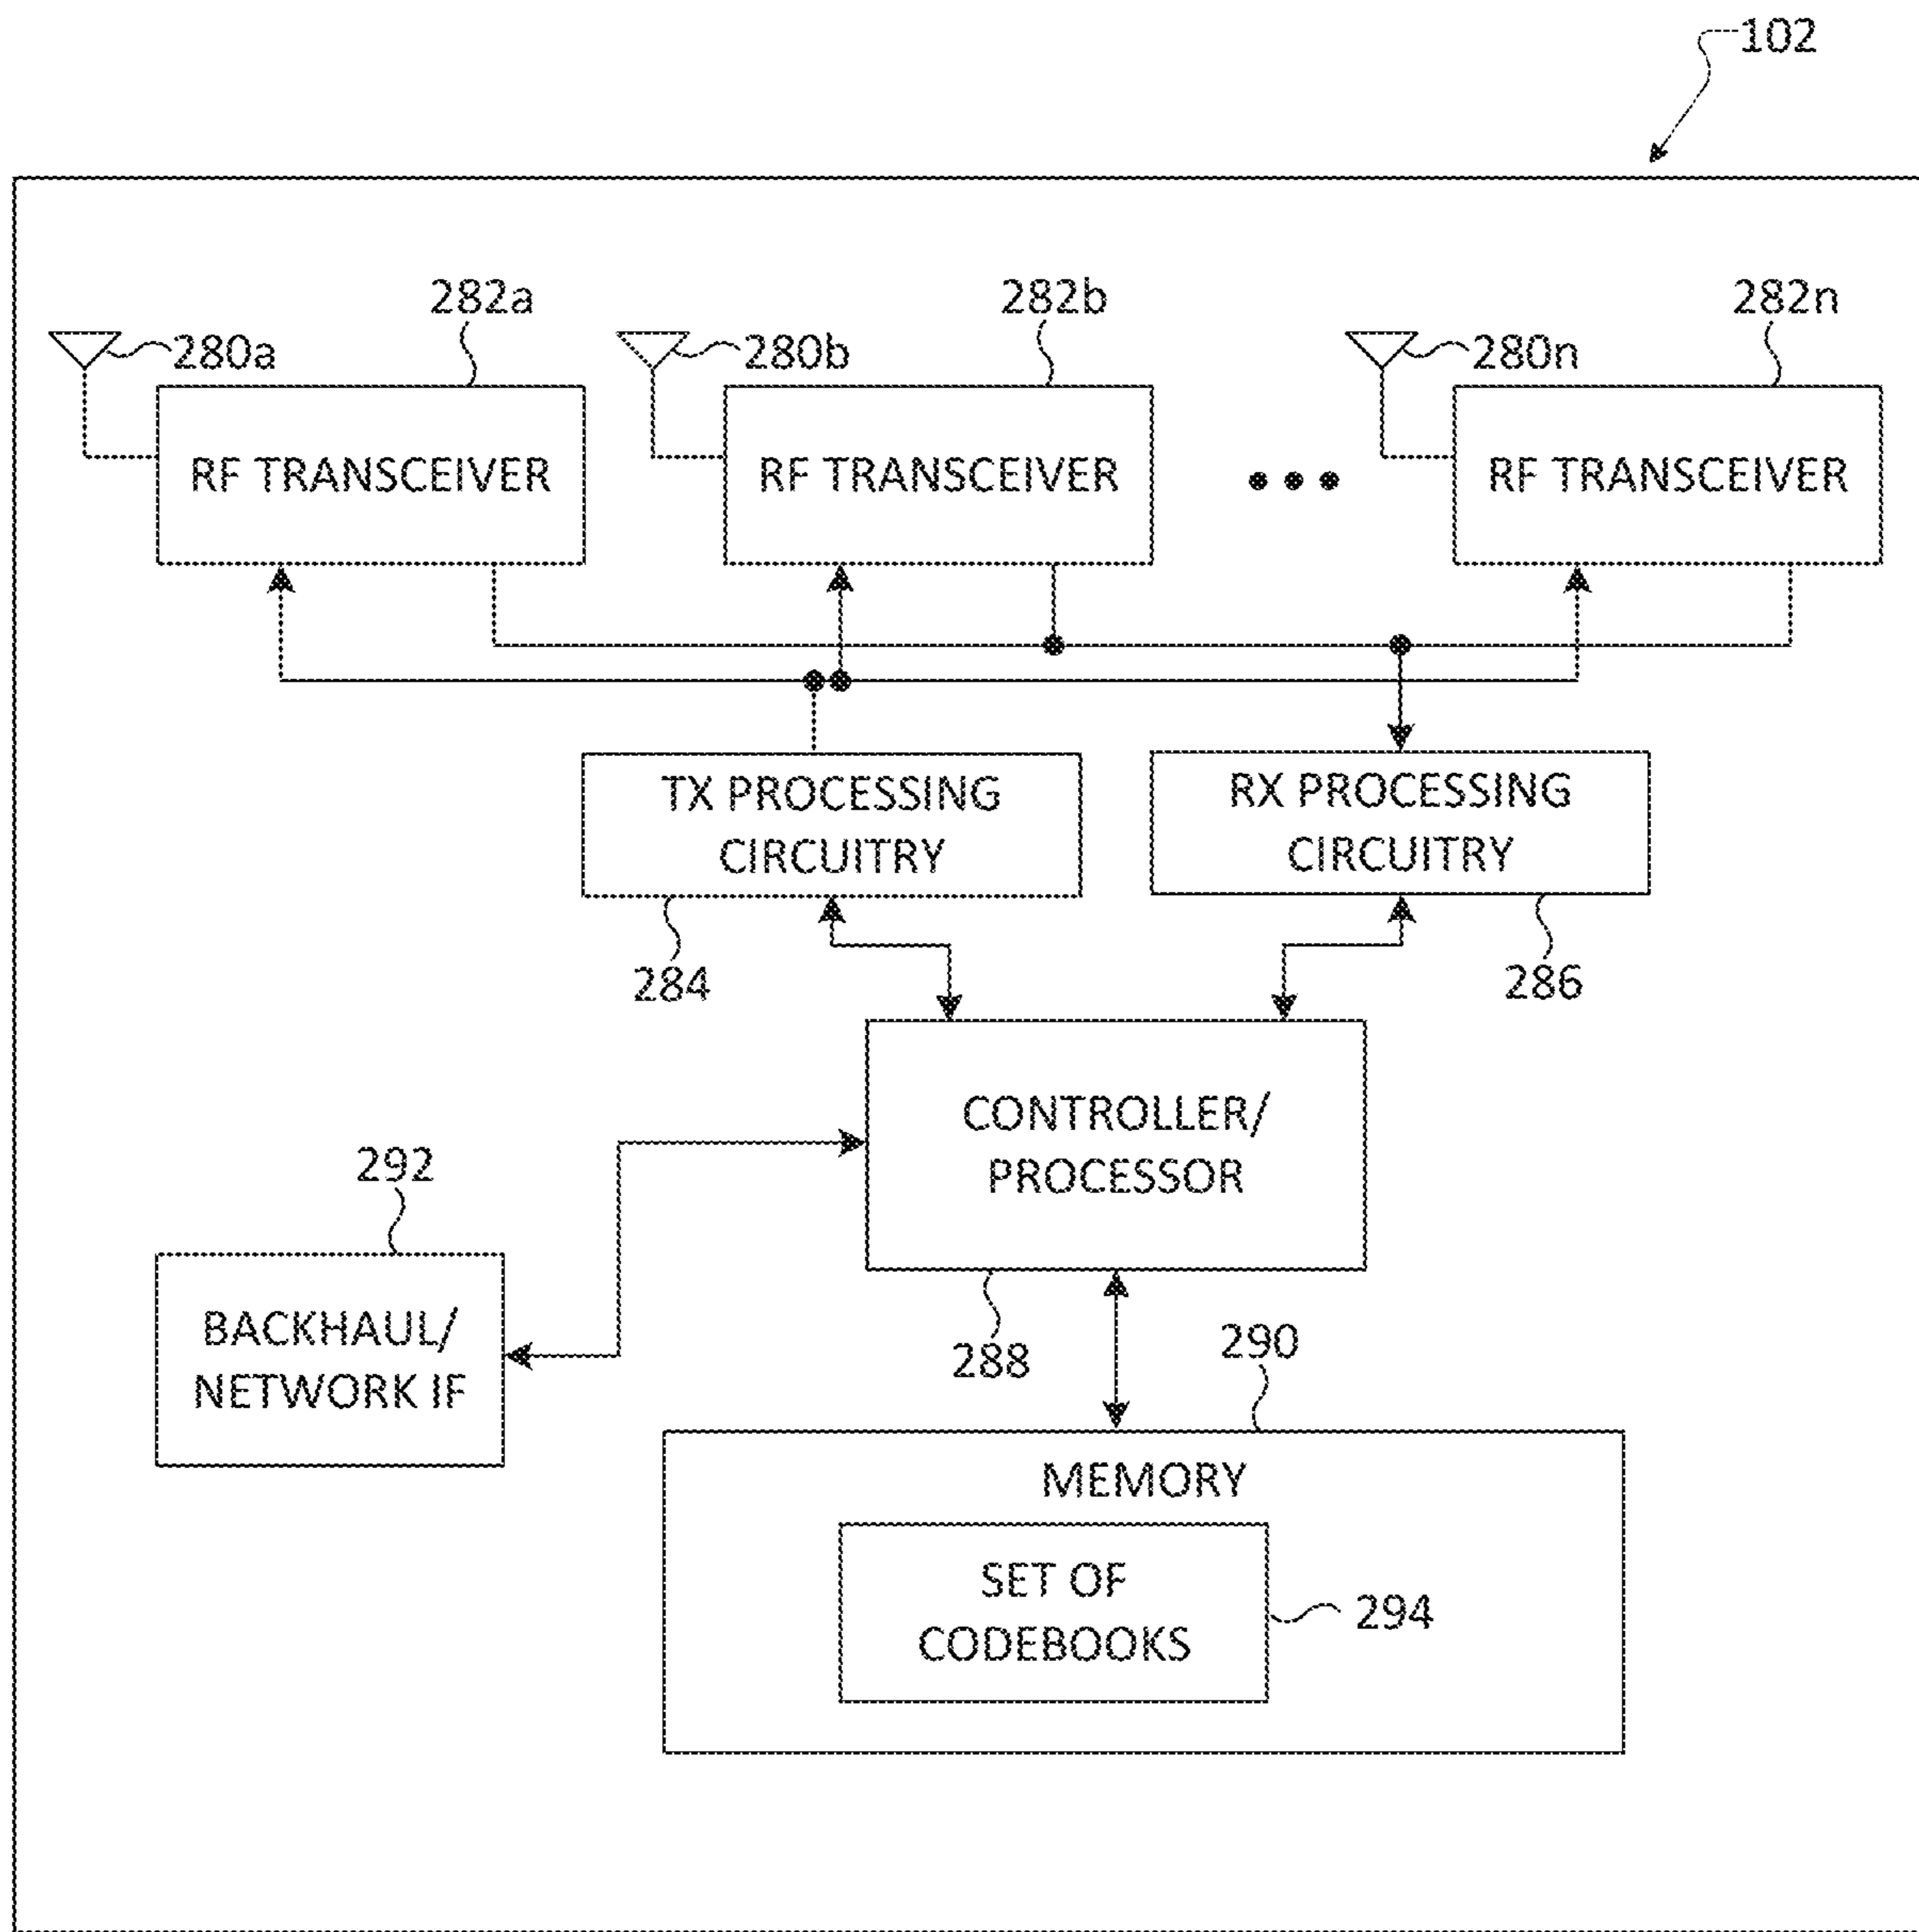 102
282a
282b
282n
280a
280b
280n
RF TRANSCEIVER
RF TRANSCEIVER
RF TRANSCEIVER
TX PROCESSING
CIRCUITRY
RX PROCESSING
CIRCUITRY
284
286
CONTROLLER/
PROCESSOR
292
BACKHAUL/
NETWORK IF
288
290
MEMORY
SET OF
CODEBOOKS
294